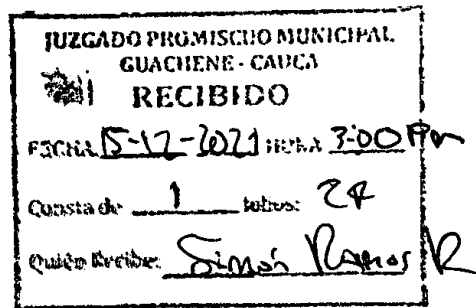 JUZGADO PROMISCUO MUNICIPAL
GUACHENE - CAUCA
RECIBIDO
FECHA 15-12-2021 HORA 3:00 Pm
Consta de 1 folios: 24
Quién Recibe: Simón Ramos R